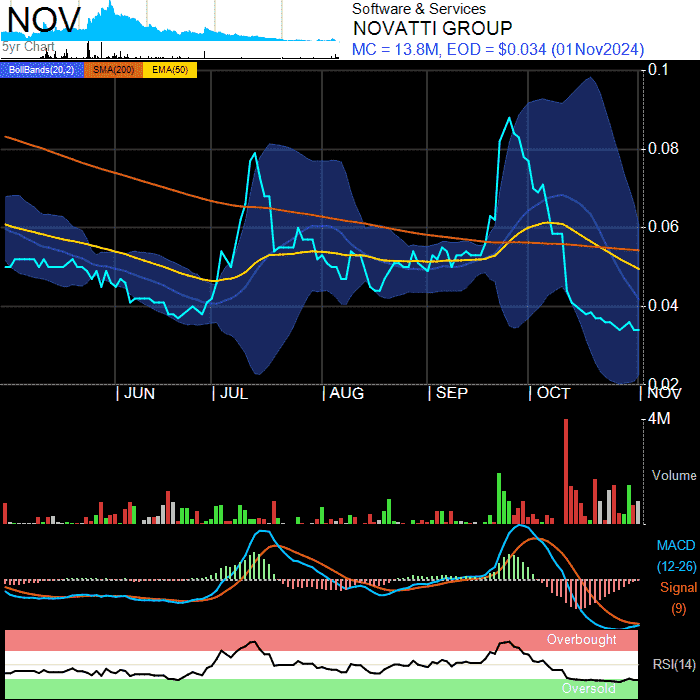 NOV
Software & Services
NOVATTI GROUP
MC = 13.8M, EOD = $0.034 (01Nov2024)
5yr Chart
BollBands(20,2) SMA(200) EMA(50)
0.1
0.08
0.06
0.04
0.02
JUN JUL AUG SEP OCT NOV
4M
Volume
MACD
(12-26)
Signal
(9)
Overbought
RSI(14)
Oversold